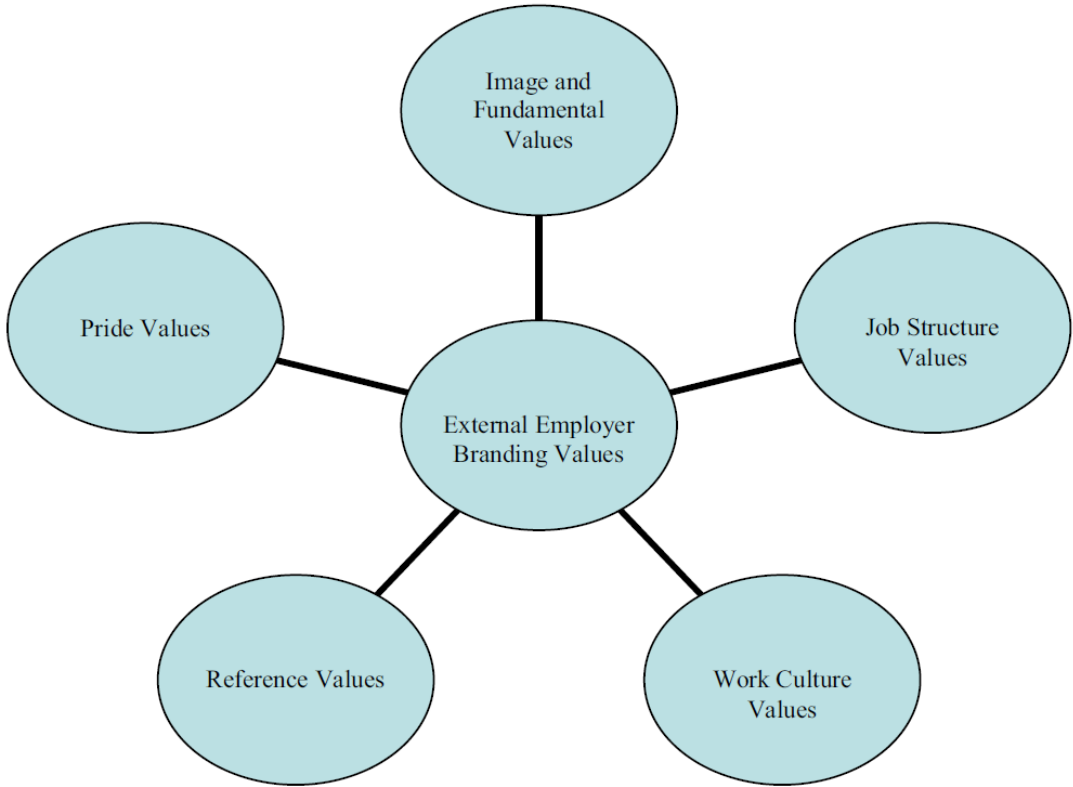 Image and
Fundamental
Values
Pride Values
Job Structure
Values
External Employer
Branding Values
Reference Values
Work Culture
Values